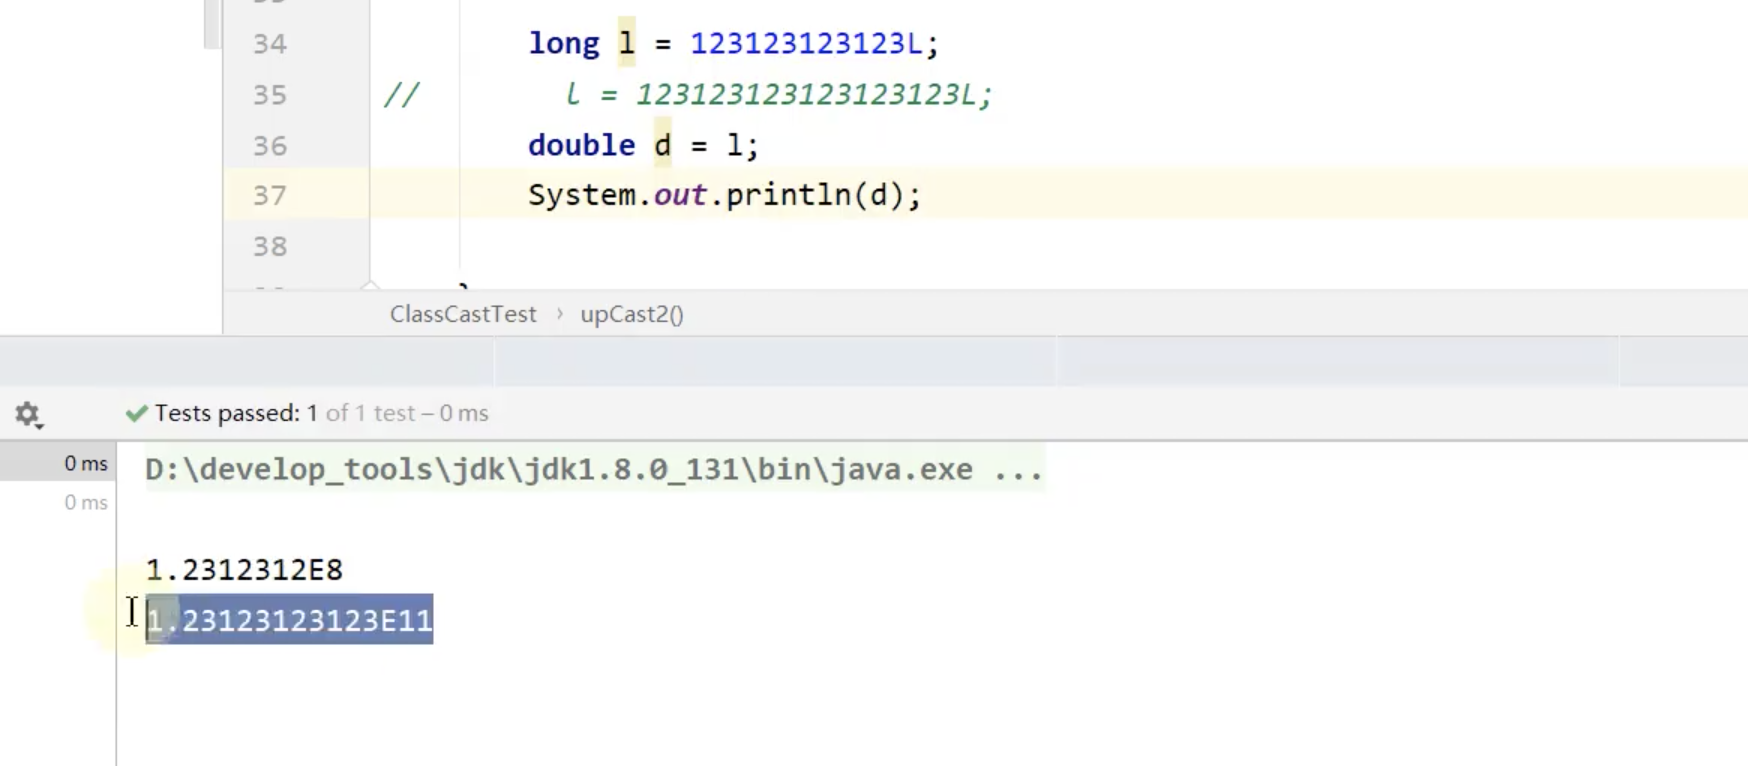 34 long l = 123123123123L;
35 // l = 123123123123123123L;
36 double d = l;
37 System.out.println(d);
38
ClassCastTest › upCast2()
Tests passed: 1 of 1 test – 0 ms
0 ms D:\develop_tools\jdk\jdk1.8.0_131\bin\java.exe ...
0 ms
1.2312312E8
1.23123123123E11